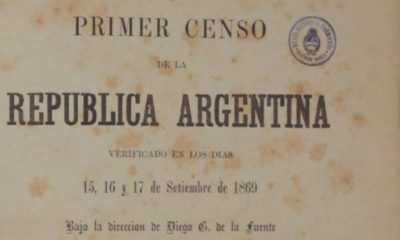 PRIMER CENSO
DE LA
REPUBLICA ARGENTINA
VERIFICADO EN LOS DIAS
15, 16 y 17 de Setiembre de 1869
Bajo la direccion de Diego G. de la Fuente